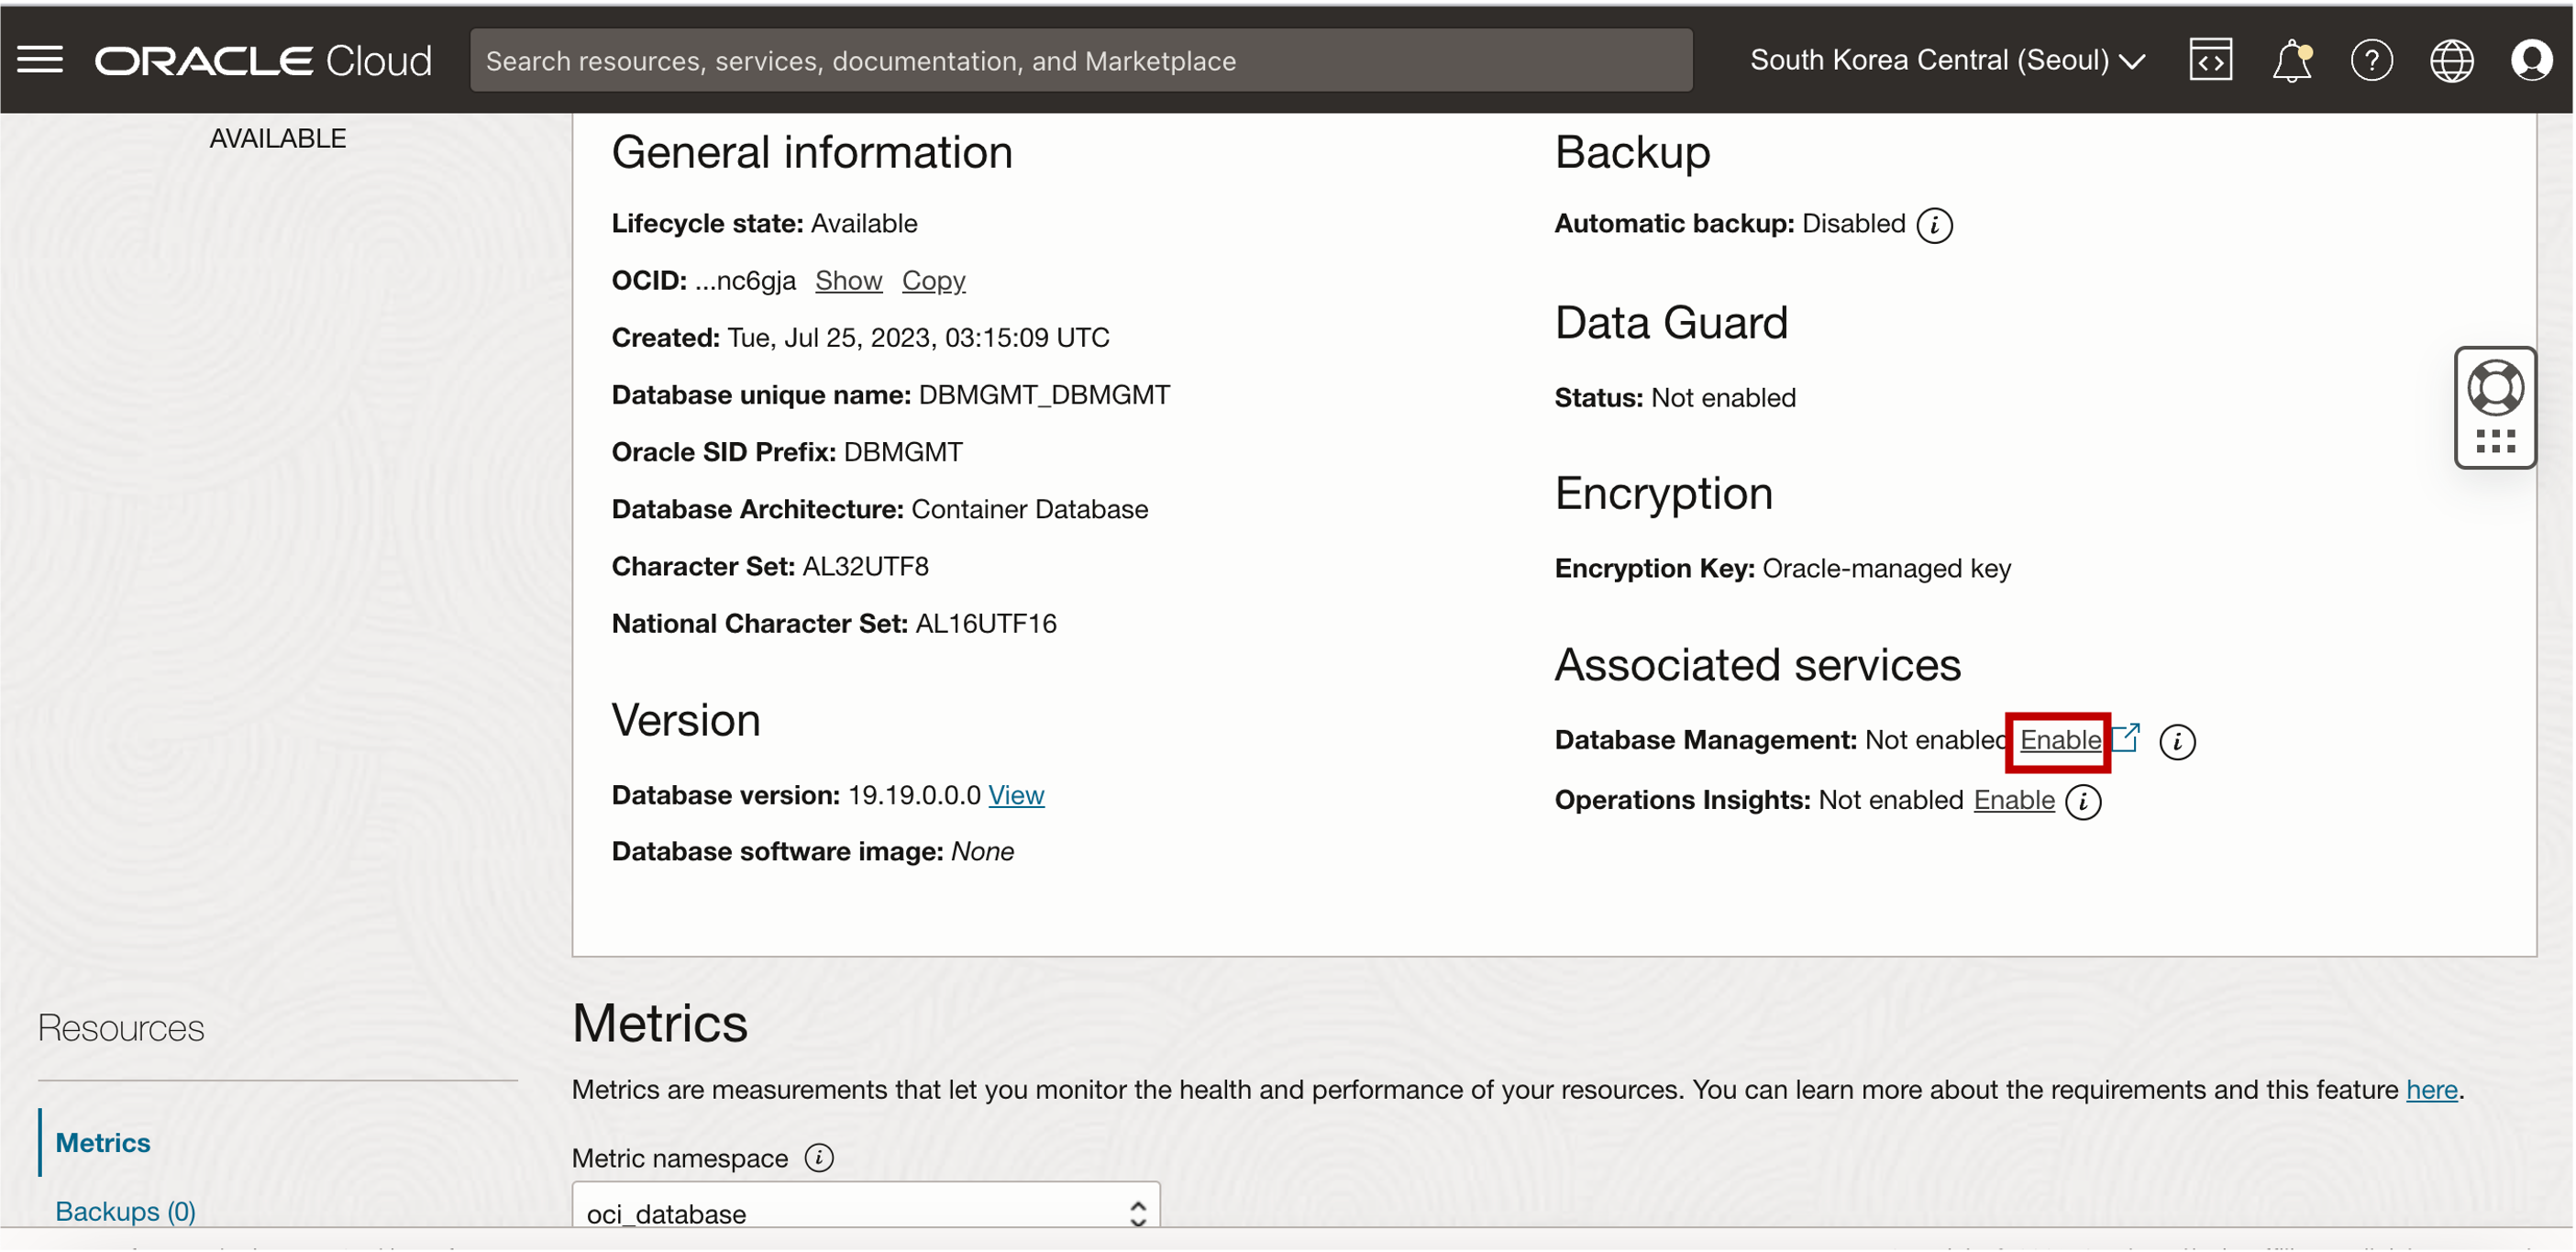 ORACLE Cloud
Search resources, services, documentation, and Marketplace
South Korea Central (Seoul)
AVAILABLE
General information
Lifecycle state: Available
OCID: ...nc6gja Show Copy
Created: Tue, Jul 25, 2023, 03:15:09 UTC
Database unique name: DBMGMT_DBMGMT
Oracle SID Prefix: DBMGMT
Database Architecture: Container Database
Character Set: AL32UTF8
National Character Set: AL16UTF16
Version
Database version: 19.19.0.0.0 View
Database software image: None
Backup
Automatic backup: Disabled
Data Guard
Status: Not enabled
Encryption
Encryption Key: Oracle-managed key
Associated services
Database Management: Not enabled Enable
Operations Insights: Not enabled Enable
Resources
Metrics
Backups (0)
Metrics
Metrics are measurements that let you monitor the health and performance of your resources. You can learn more about the requirements and this feature here.
Metric namespace
oci_database